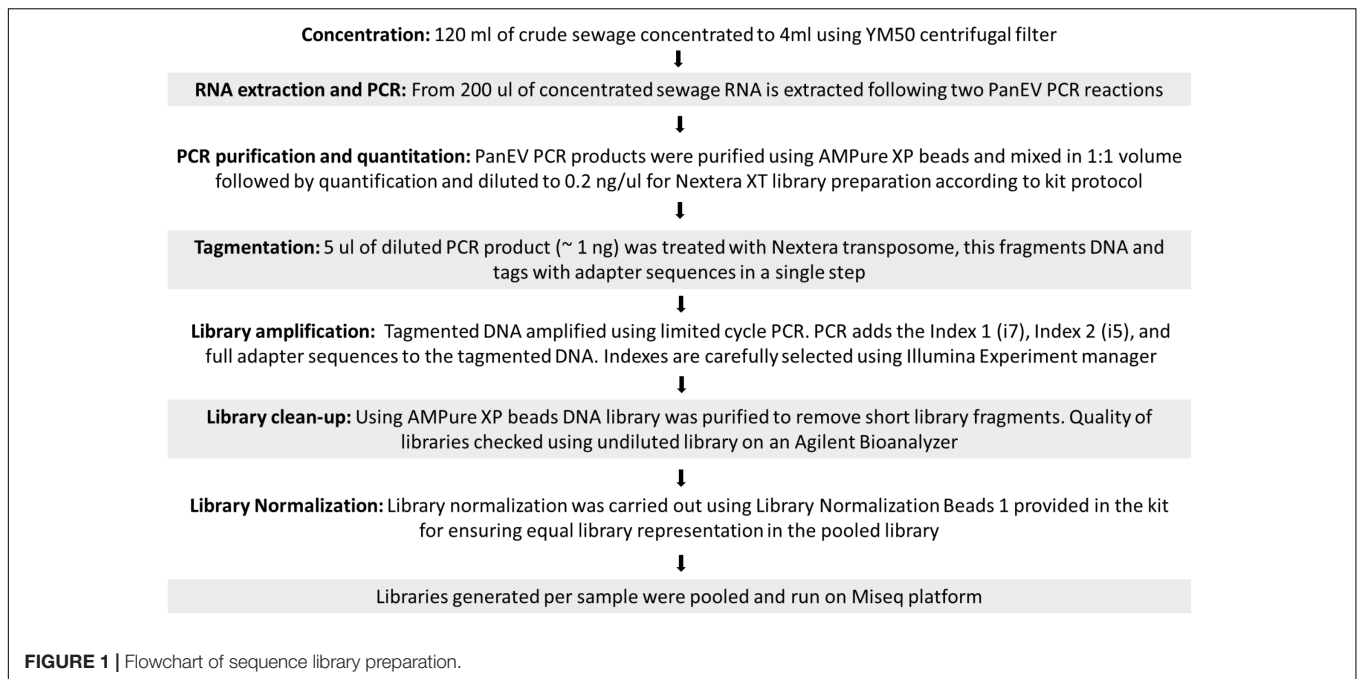 Concentration: 120 ml of crude sewage concentrated to 4ml using YM50 centrifugal filter
RNA extraction and PCR: From 200 ul of concentrated sewage RNA is extracted following two PanEV PCR reactions
PCR purification and quantitation: PanEV PCR products were purified using AMPure XP beads and mixed in 1:1 volume
followed by quantification and diluted to 0.2 ng/ul for Nextera XT library preparation according to kit protocol
Tagmentation: 5 ul of diluted PCR product (~ 1 ng) was treated with Nextera transposome, this fragments DNA and
tags with adapter sequences in a single step
Library amplification: Tagmented DNA amplified using limited cycle PCR. PCR adds the Index 1 (i7), Index 2 (i5), and
full adapter sequences to the tagmented DNA. Indexes are carefully selected using Illumina Experiment manager
Library clean-up: Using AMPure XP beads DNA library was purified to remove short library fragments. Quality of
libraries checked using undiluted library on an Agilent Bioanalyzer
Library Normalization: Library normalization was carried out using Library Normalization Beads 1 provided in the kit
for ensuring equal library representation in the pooled library
Libraries generated per sample were pooled and run on Miseq platform
FIGURE 1 | Flowchart of sequence library preparation.